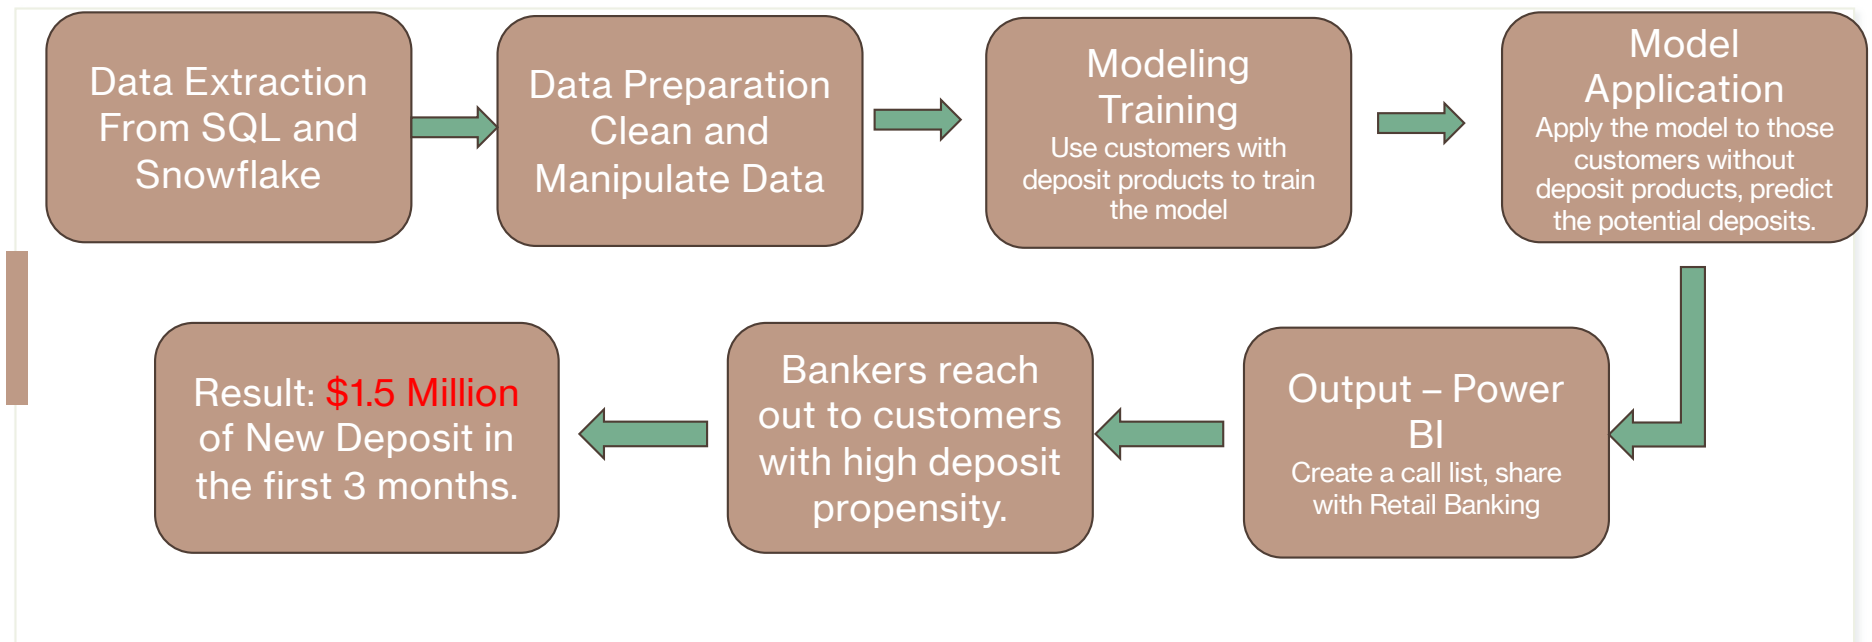 Data Extraction
From SQL and
Snowflake
Data Preparation
Clean and
Manipulate Data
Modeling
Training
Use customers with
deposit products to train
the model
Model
Application
Apply the model to those
customers without
deposit products, predict
the potential deposits.
Output – Power
BI
Create a call list, share
with Retail Banking
Bankers reach
out to customers
with high deposit
propensity.
Result: $1.5 Million
of New Deposit in
the first 3 months.